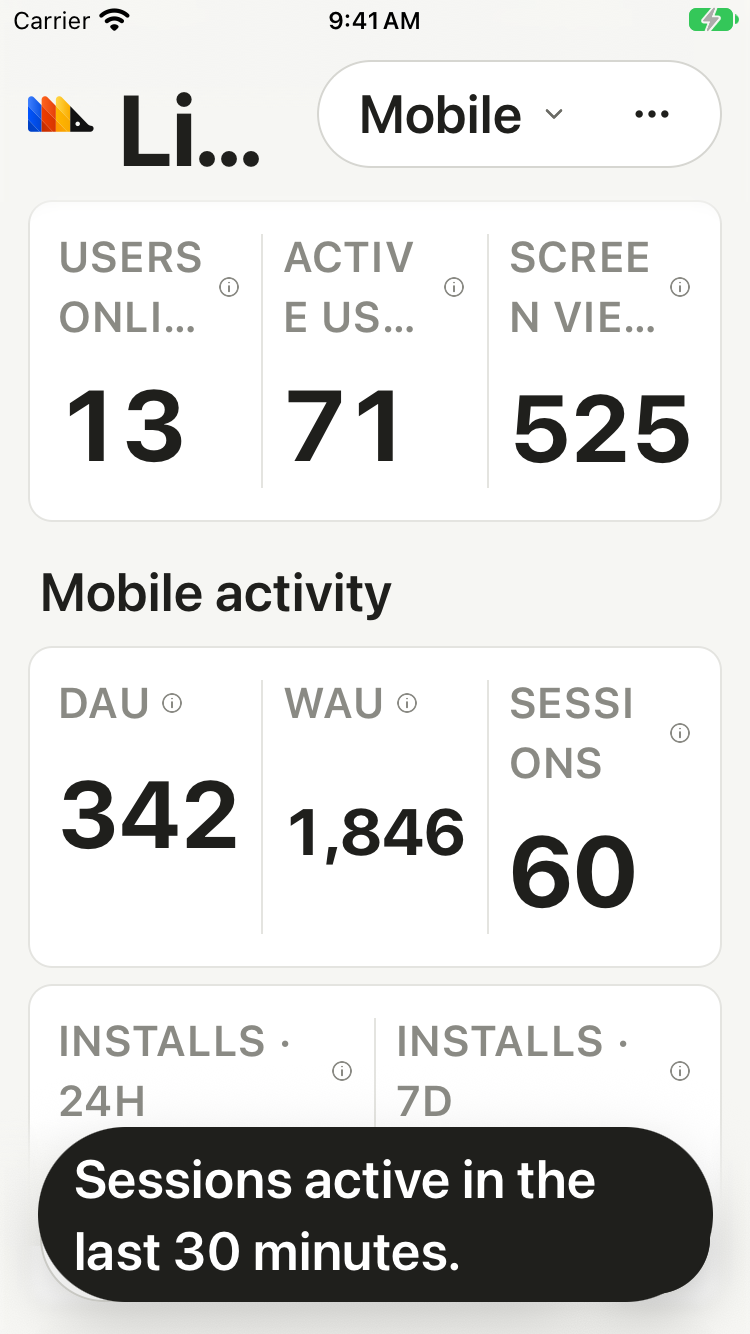 Carrier
9:41 AM
Li...
Mobile
USERS
ONLI...
13
ACTIV
E US...
71
SCREE
N VIE...
525
Mobile activity
DAU
342
WAU
1,846
SESSI
ONS
60
INSTALLS ·
24H
INSTALLS ·
7D
Sessions active in the
last 30 minutes.